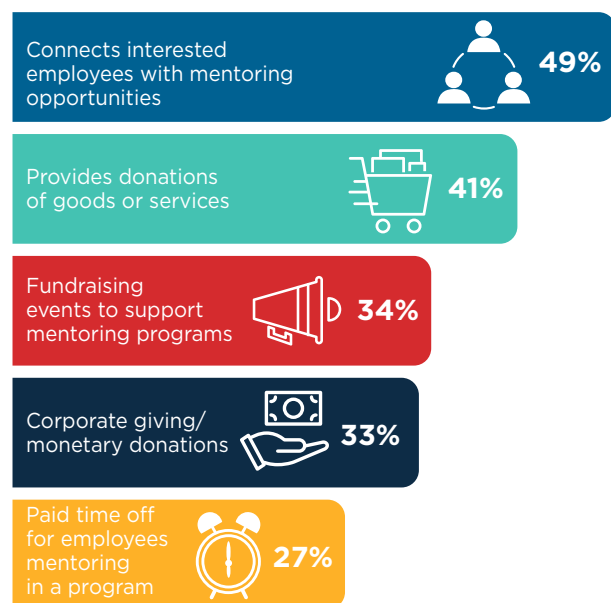 Connects interested
employees with mentoring
opportunities
49%
Provides donations
of goods or services
41%
Fundraising
events to support
mentoring programs
34%
Corporate giving/
monetary donations
33%
Paid time off
for employees
mentoring
in a program
27%